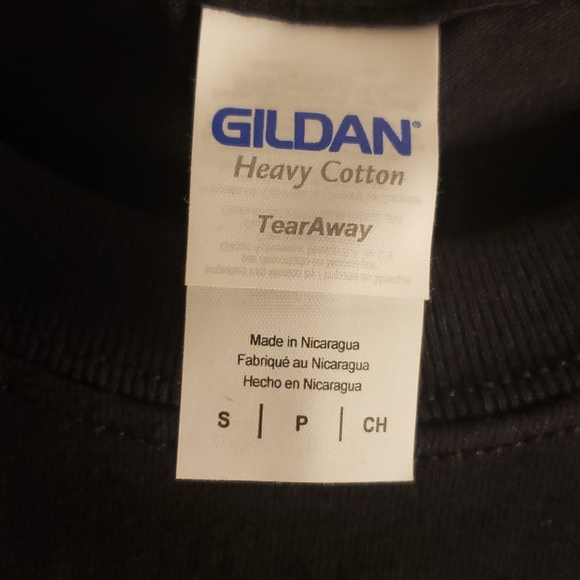 GILDAN®
Heavy Cotton
TearAway
Made in Nicaragua
Fabriqué au Nicaragua
Hecho en Nicaragua
S | P | CH